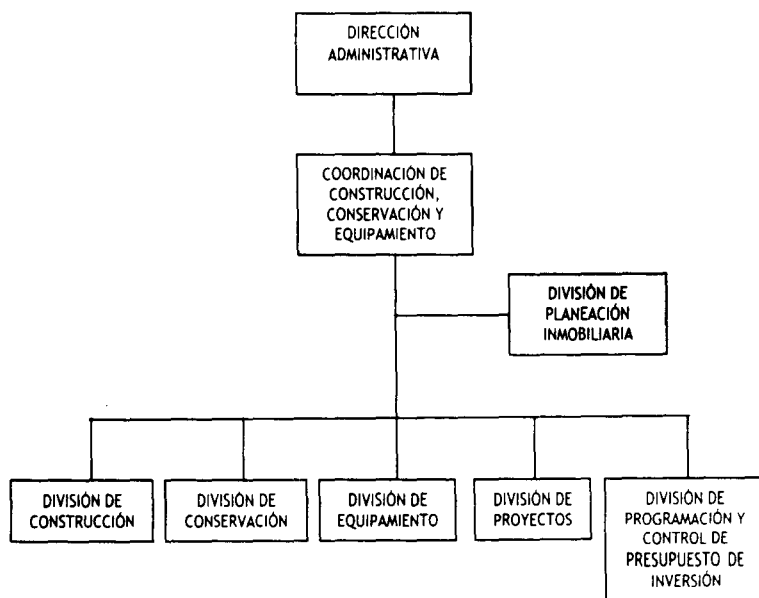 DIRECCIÓN
ADMINISTRATIVA
COORDINACIÓN DE
CONSTRUCCIÓN,
CONSERVACIÓN Y
EQUIPAMIENTO
DIVISIÓN DE
PLANEACIÓN
INMOBILIARIA
DIVISIÓN DE
CONSTRUCCIÓN
DIVISIÓN DE
CONSERVACIÓN
DIVISIÓN DE
EQUIPAMIENTO
DIVISIÓN DE
PROYECTOS
DIVISIÓN DE
PROGRAMACIÓN Y
CONTROL DE
PRESUPUESTO DE
INVERSIÓN